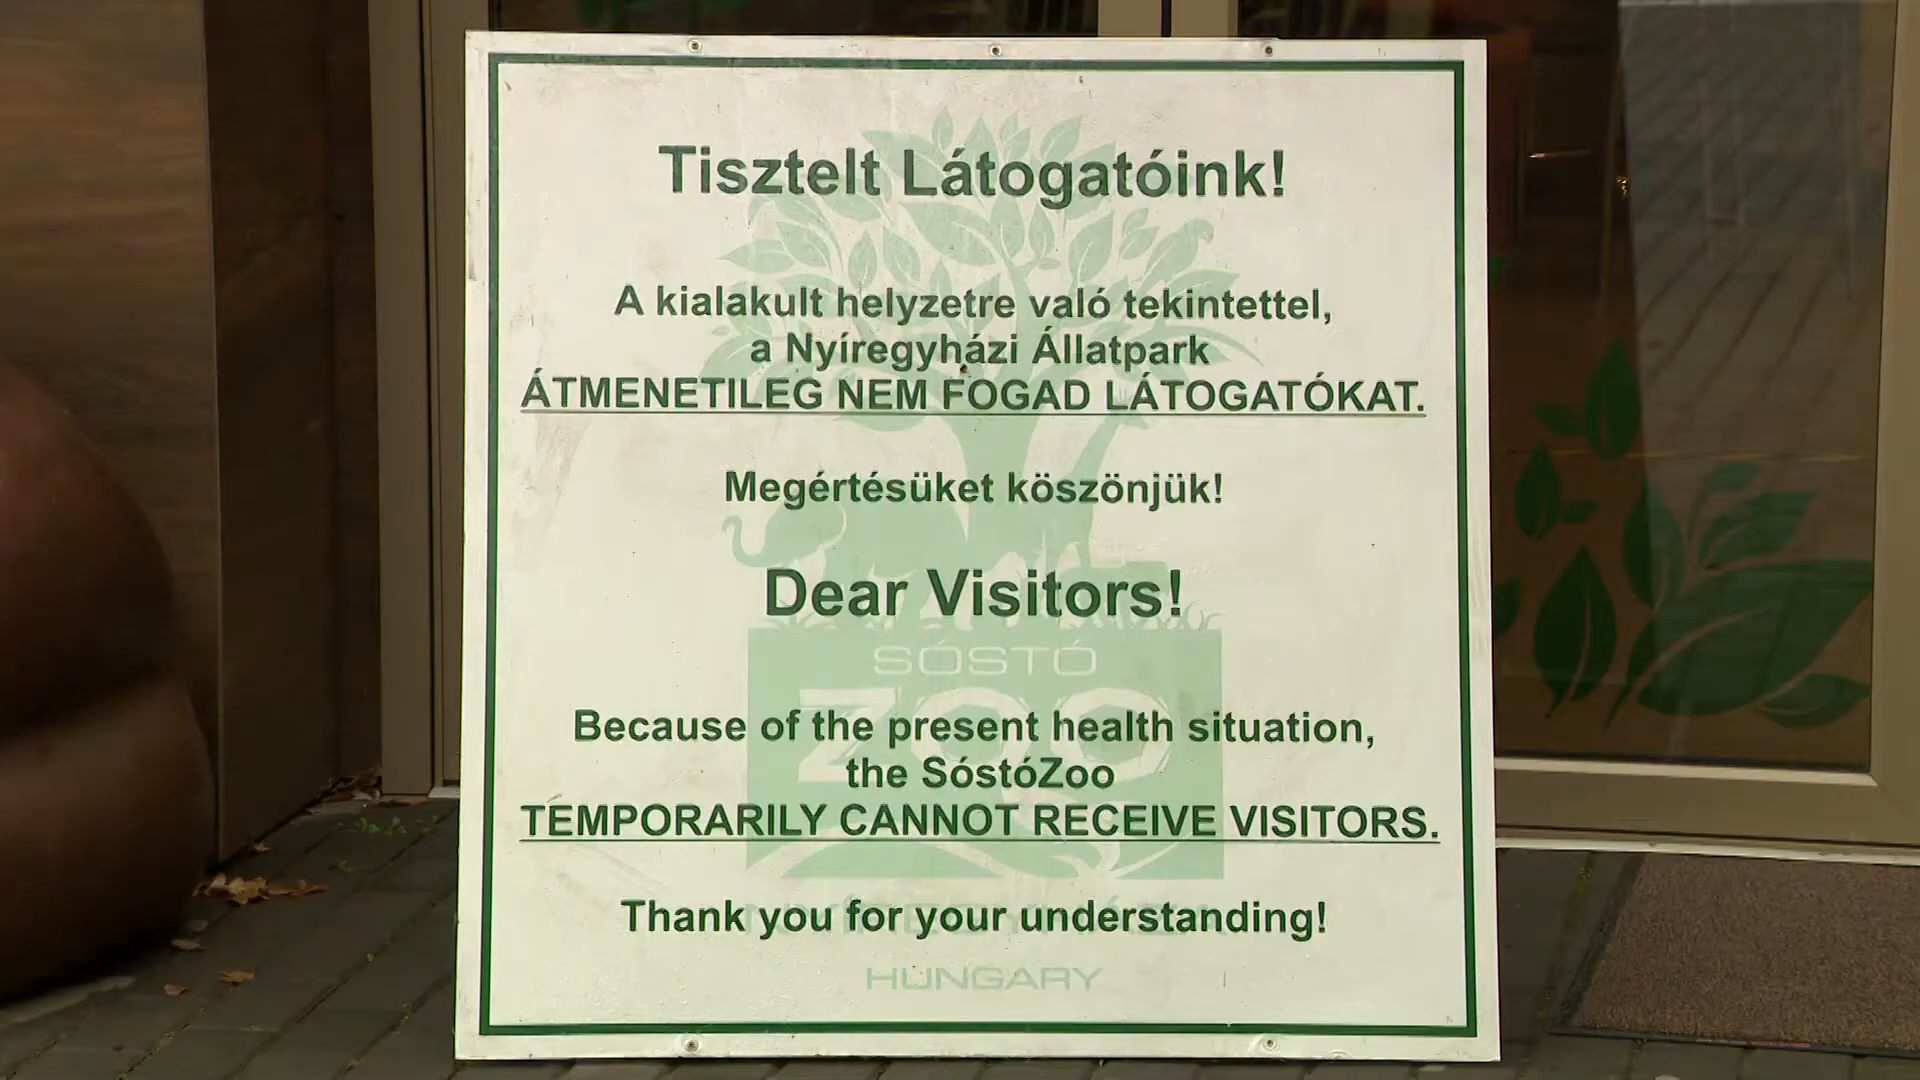 Tisztelt Látogatóink!
A kialakult helyzetre való tekintettel,
a Nyíregyházi Állatpark
ÁTMENETILEG NEM FOGAD LÁTOGATÓKAT.
Megértésüket köszönjük!
Dear Visitors!
SÓSTÓ
ZOO
Because of the present health situation,
the SóstóZoo
TEMPORARILY CANNOT RECEIVE VISITORS.
Thank you for your understanding!
HUNGARY